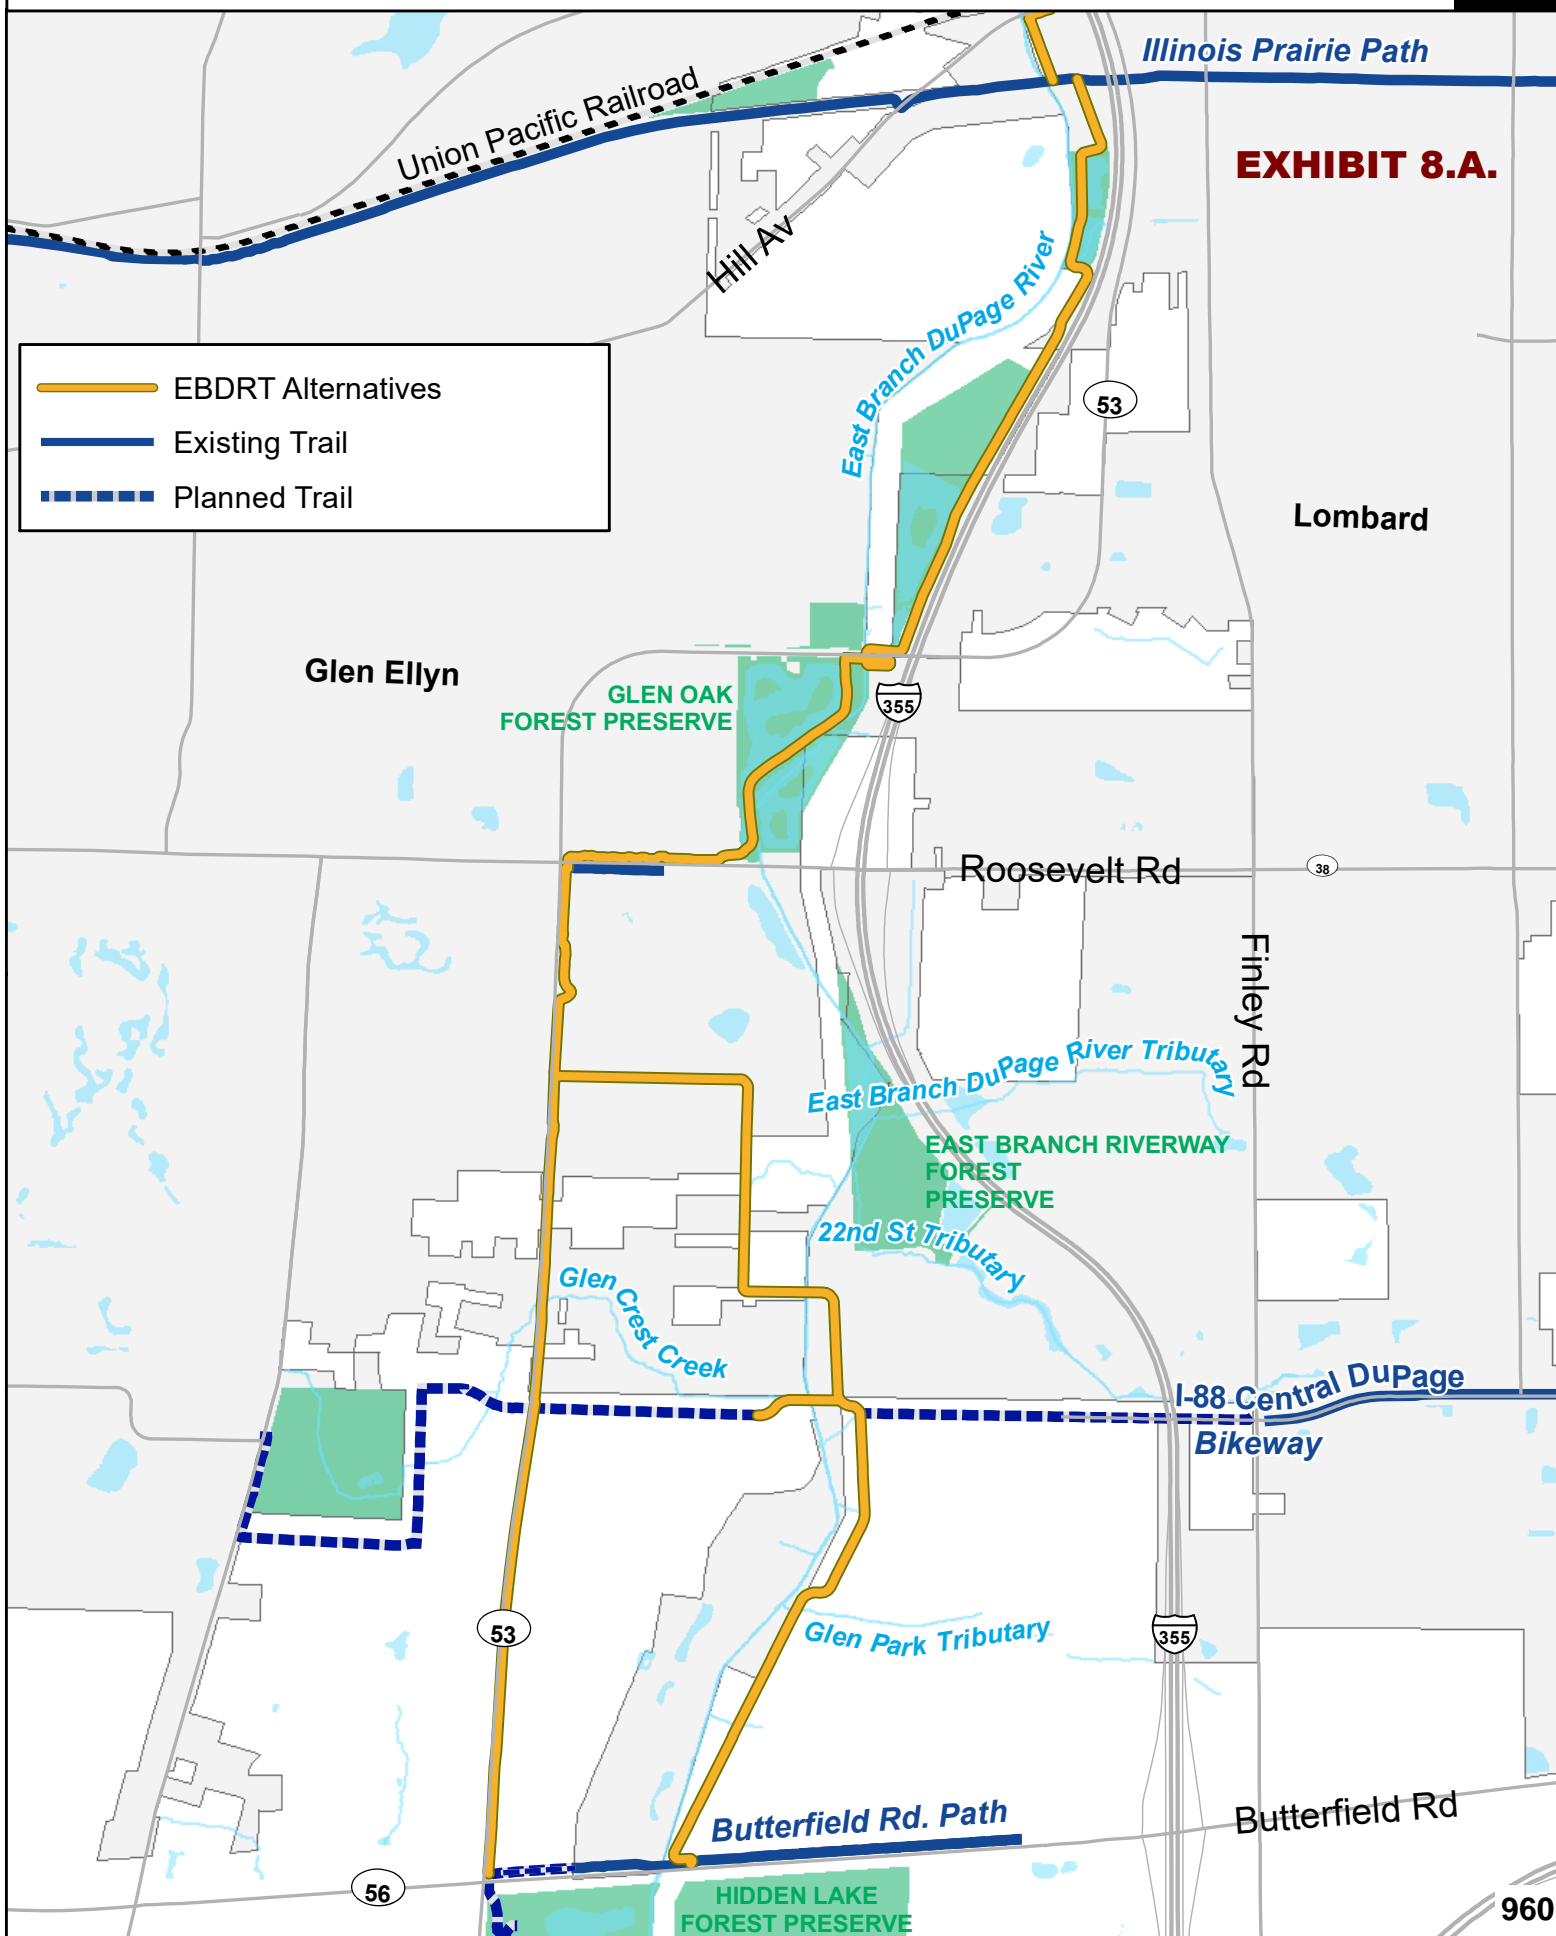 Illinois Prairie Path
Union Pacific Railroad
EXHIBIT 8.A.
Hill Av
East Branch DuPage River
EBDRT Alternatives
Existing Trail
Planned Trail
53
Lombard
Glen Ellyn
GLEN OAK
FOREST PRESERVE
355
Roosevelt Rd
38
Finley Rd
East Branch DuPage River Tributary
EAST BRANCH RIVERWAY
FOREST
PRESERVE
22nd St Tributary
Glen Crest Creek
I-88 Central DuPage
Bikeway
53
Glen Park Tributary
355
Butterfield Rd. Path
Butterfield Rd
56
HIDDEN LAKE
FOREST PRESERVE
960